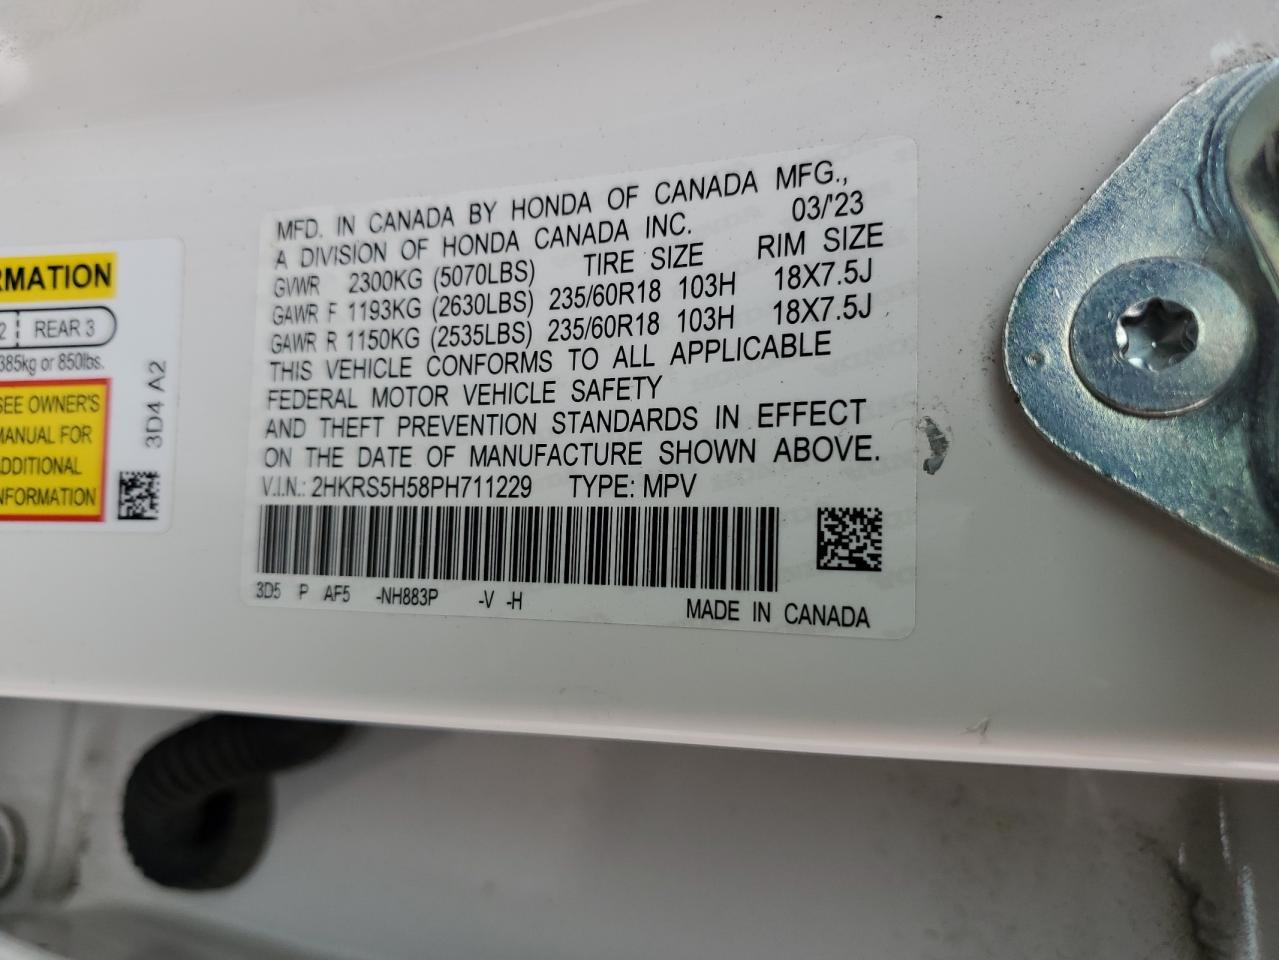 RMATION
2 REAR 3
385kg or 850lbs.
SEE OWNER'S
MANUAL FOR
ADDITIONAL
INFORMATION
3D4 A2
MFD. IN CANADA BY HONDA OF CANADA MFG.,
A DIVISION OF HONDA CANADA INC. 03/'23
GVWR 2300KG (5070LBS) TIRE SIZE RIM SIZE
GAWR F 1193KG (2630LBS) 235/60R18 103H 18X7.5J
GAWR R 1150KG (2535LBS) 235/60R18 103H 18X7.5J
THIS VEHICLE CONFORMS TO ALL APPLICABLE
FEDERAL MOTOR VEHICLE SAFETY
AND THEFT PREVENTION STANDARDS IN EFFECT
ON THE DATE OF MANUFACTURE SHOWN ABOVE.
V.I.N.: 2HKRS5H58PH711229 TYPE: MPV
3D5 P AF5 -NH883P -V -H
MADE IN CANADA